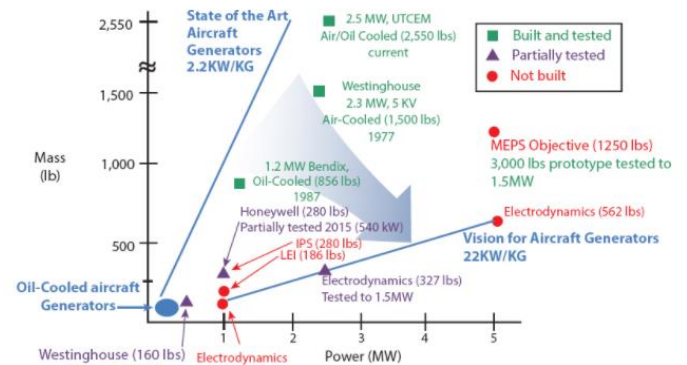 2,550
1,500
1,000
500
Mass
(lb)
State of the Art
Aircraft
Generators
2.2KW/KG
2.5 MW, UTCEM
Air/Oil Cooled (2,550 lbs)
current
Built and tested
Partially tested
Not built
Westinghouse
2.3 MW, 5 KV
Air-Cooled (1,500 lbs)
1977
MEPS Objective (1250 lbs)
3,000 lbs prototype tested to
1.5MW
1.2 MW Bendix,
Oil-Cooled (856 lbs)
1987
Honeywell (280 lbs)
Partially tested 2015 (540 kW)
IPS (280 lbs)
LEI (186 lbs)
Electrodynamics (562 lbs)
Vision for Aircraft Generators
22KW/KG
Electrodynamics (327 lbs)
Tested to 1.5MW
Oil-Cooled aircraft
Generators
Westinghouse (160 lbs)
Electrodynamics
1
2
3
4
5
Power (MW)